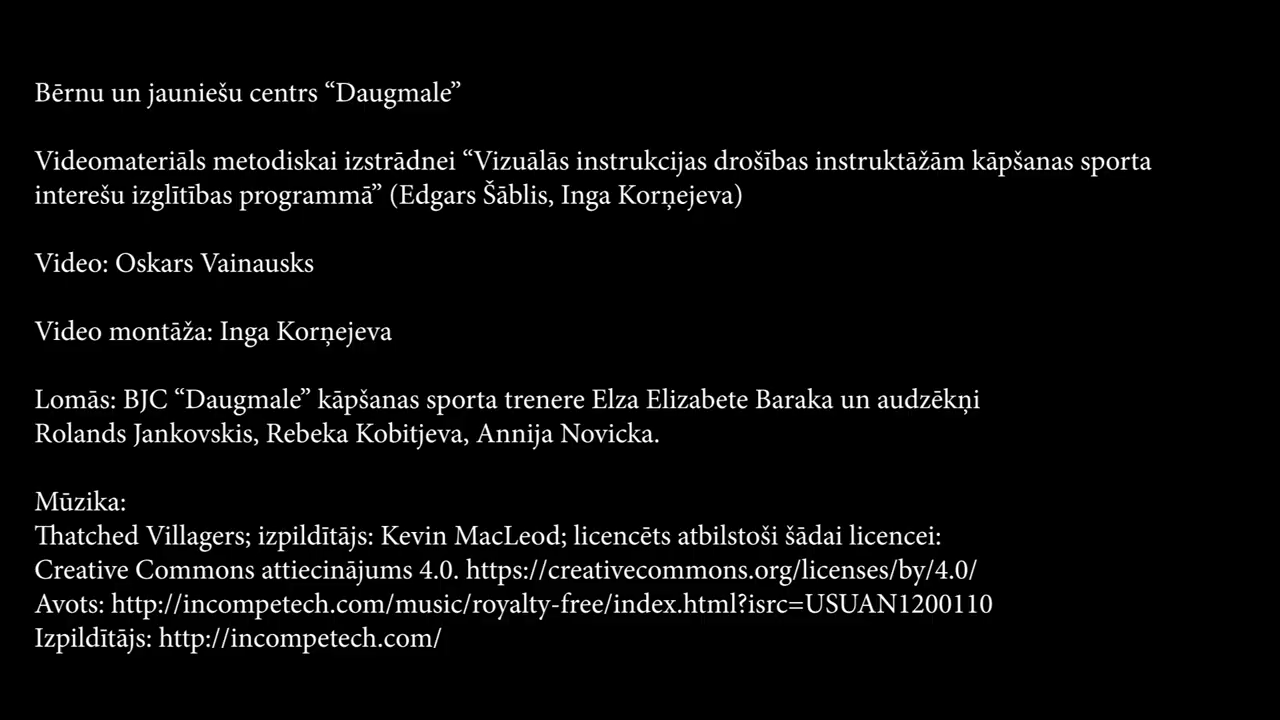 Bērnu un jauniešu centrs “Daugmale”
Videomateriāls metodiskai izstrādnei “Vizuālās instrukcijas drošības instruktāžām kāpšanas sporta
interešu izglītības programmā” (Edgars Šāblis, Inga Korņejeva)
Video: Oskars Vainausks
Video montāža: Inga Korņejeva
Lomās: BJC “Daugmale” kāpšanas sporta trenere Elza Elizabete Baraka un audzēkņi
Rolands Jankovskis, Rebeka Kobitjeva, Annija Novicka.
Mūzika:
Thatched Villagers; izpildītājs: Kevin MacLeod; licencēts atbilstoši šādai licencei:
Creative Commons attiecinājums 4.0. https://creativecommons.org/licenses/by/4.0/
Avots: http://incompetech.com/music/royalty-free/index.html?isrc=USUAN1200110
Izpildītājs: http://incompetech.com/